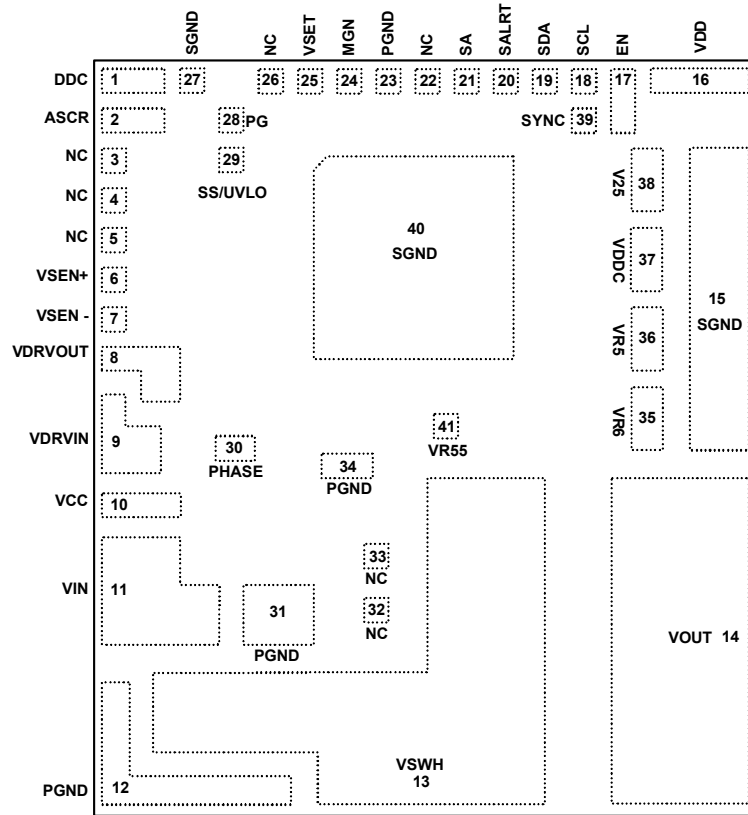 SGND
NC
VSET
MGN
PGND
NC
SA
SALRT
SDA
SCL
EN
VDD
DDC 1 27 26 25 24 23 22 21 20 19 18 17 16
ASCR 2 28 PG SYNC 39
NC 3 29 V25 38
SS/UVLO
NC 4
40
SGND
NC 5 VDDC 37
VSEN+ 6
15
SGND
VSEN - 7 VR5 36
VDRVOUT 8
VR6 35
VDRVIN 9 30 41
PHASE VR55
34
PGND
VCC 10
33
NC
VIN 11 31 32
NC
PGND
VOUT 14
VSWH
13
PGND 12